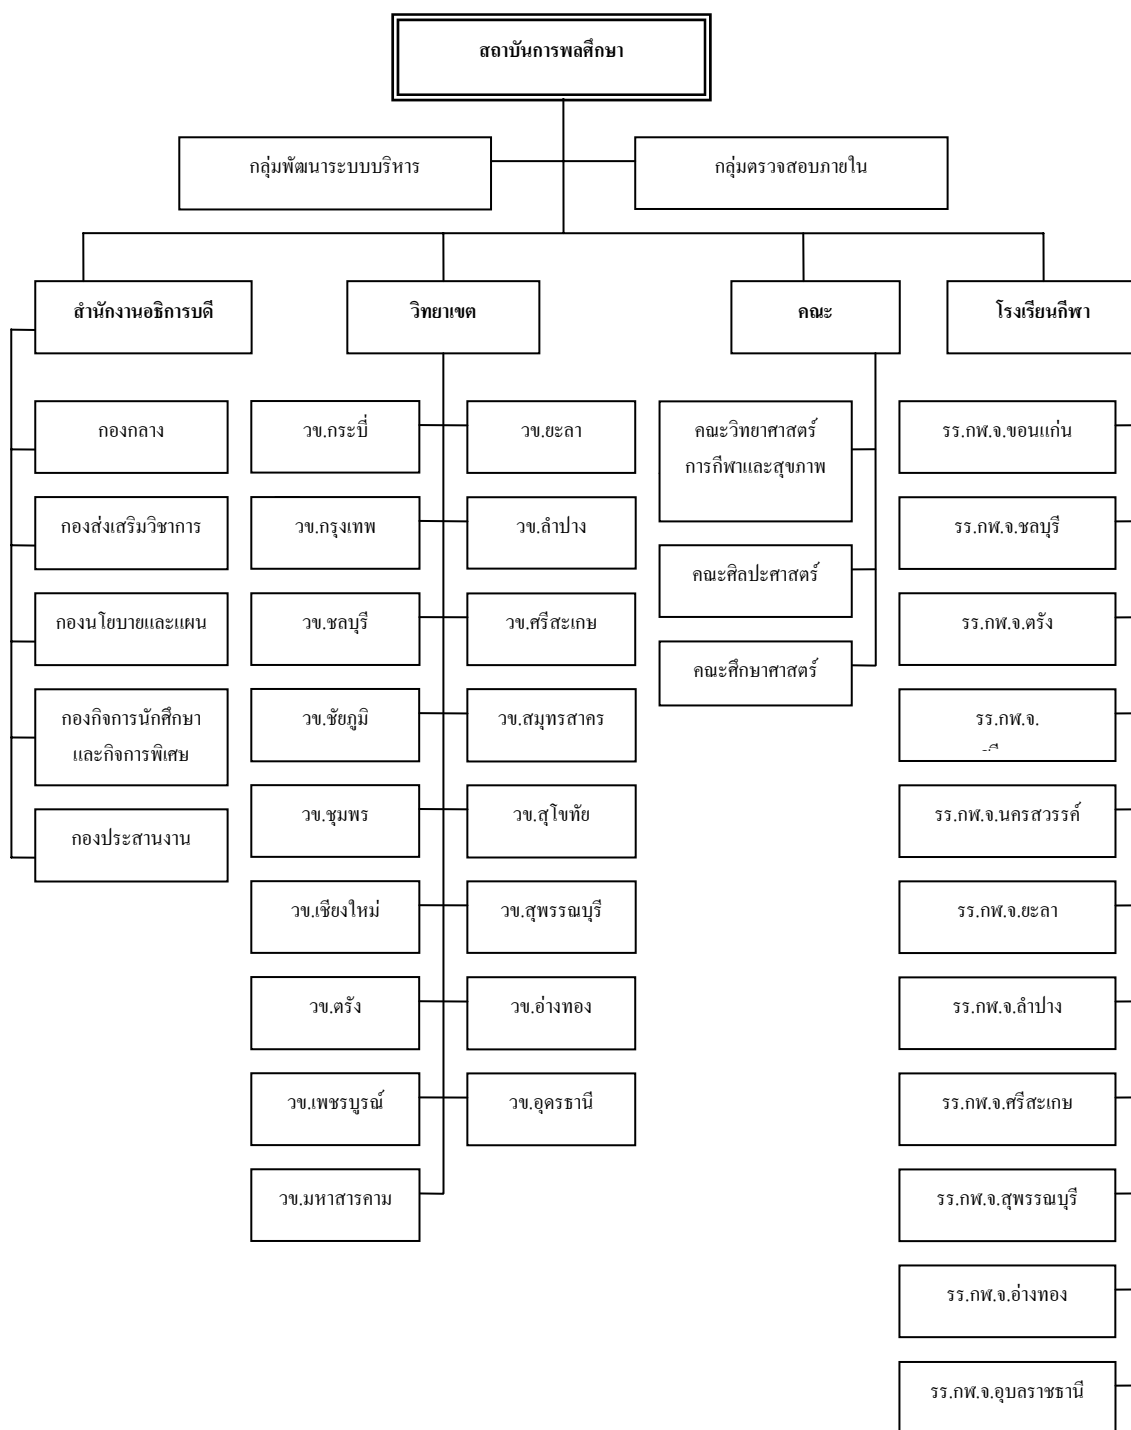 สถาบันการพลศึกษา
กลุ่มพัฒนาระบบบริหาร
กลุ่มตรวจสอบภายใน
สำนักงานอธิการบดี
วิทยาเขต
คณะ
โรงเรียนกีฬา
กองกลาง
กองส่งเสริมวิชาการ
กองนโยบายและแผน
กองกิจการนักศึกษา
และกิจการพิเศษ
กองประสานงาน
วข.กระบี่
วข.กรุงเทพ
วข.ชลบุรี
วข.ชัยภูมิ
วข.ชุมพร
วข.เชียงใหม่
วข.ตรัง
วข.เพชรบูรณ์
วข.มหาสารคาม
วข.ยะลา
วข.ลำปาง
วข.ศรีสะเกษ
วข.สมุทรสาคร
วข.สุโขทัย
วข.สุพรรณบุรี
วข.อ่างทอง
วข.อุดรธานี
คณะวิทยาศาสตร์
การกีฬาและสุขภาพ
คณะศิลปะศาสตร์
คณะศึกษาศาสตร์
รร.กฬ.จ.ขอนแก่น
รร.กฬ.จ.ชลบุรี
รร.กฬ.จ.ตรัง
รร.กฬ.จ.
รร.กฬ.จ.นครสวรรค์
รร.กฬ.จ.ยะลา
รร.กฬ.จ.ลำปาง
รร.กฬ.จ.ศรีสะเกษ
รร.กฬ.จ.สุพรรณบุรี
รร.กฬ.จ.อ่างทอง
รร.กฬ.จ.อุบลราชธานี